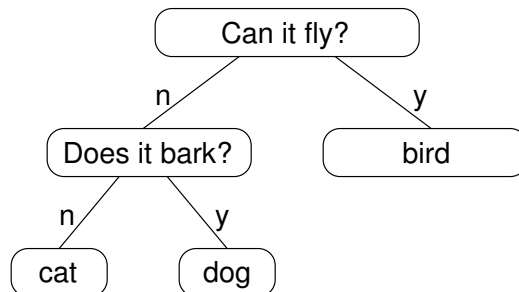 Can it fly?
n
y
Does it bark?
bird
n
y
cat
dog